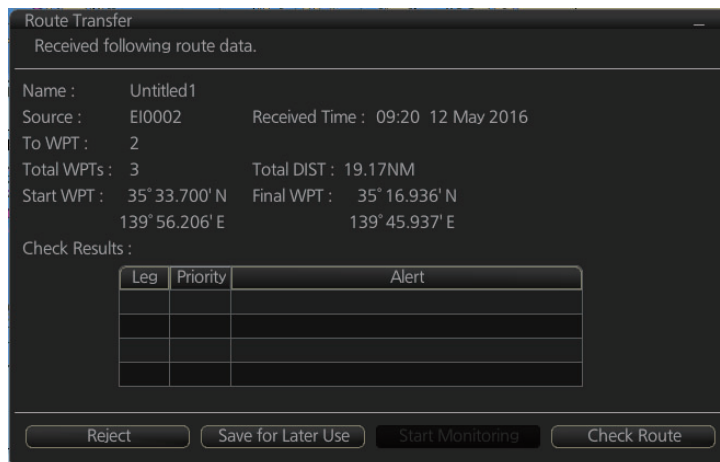 Route Transfer
Received following route data.
Name : Untitled1
Source : EI0002 Received Time : 09:20 12 May 2016
To WPT : 2
Total WPTs : 3 Total DIST : 19.17NM
Start WPT : 35°33.700' N Final WPT : 35°16.936' N
139°56.206' E 139°45.937' E
Check Results :
Leg Priority Alert
Reject Save for Later Use Start Monitoring Check Route